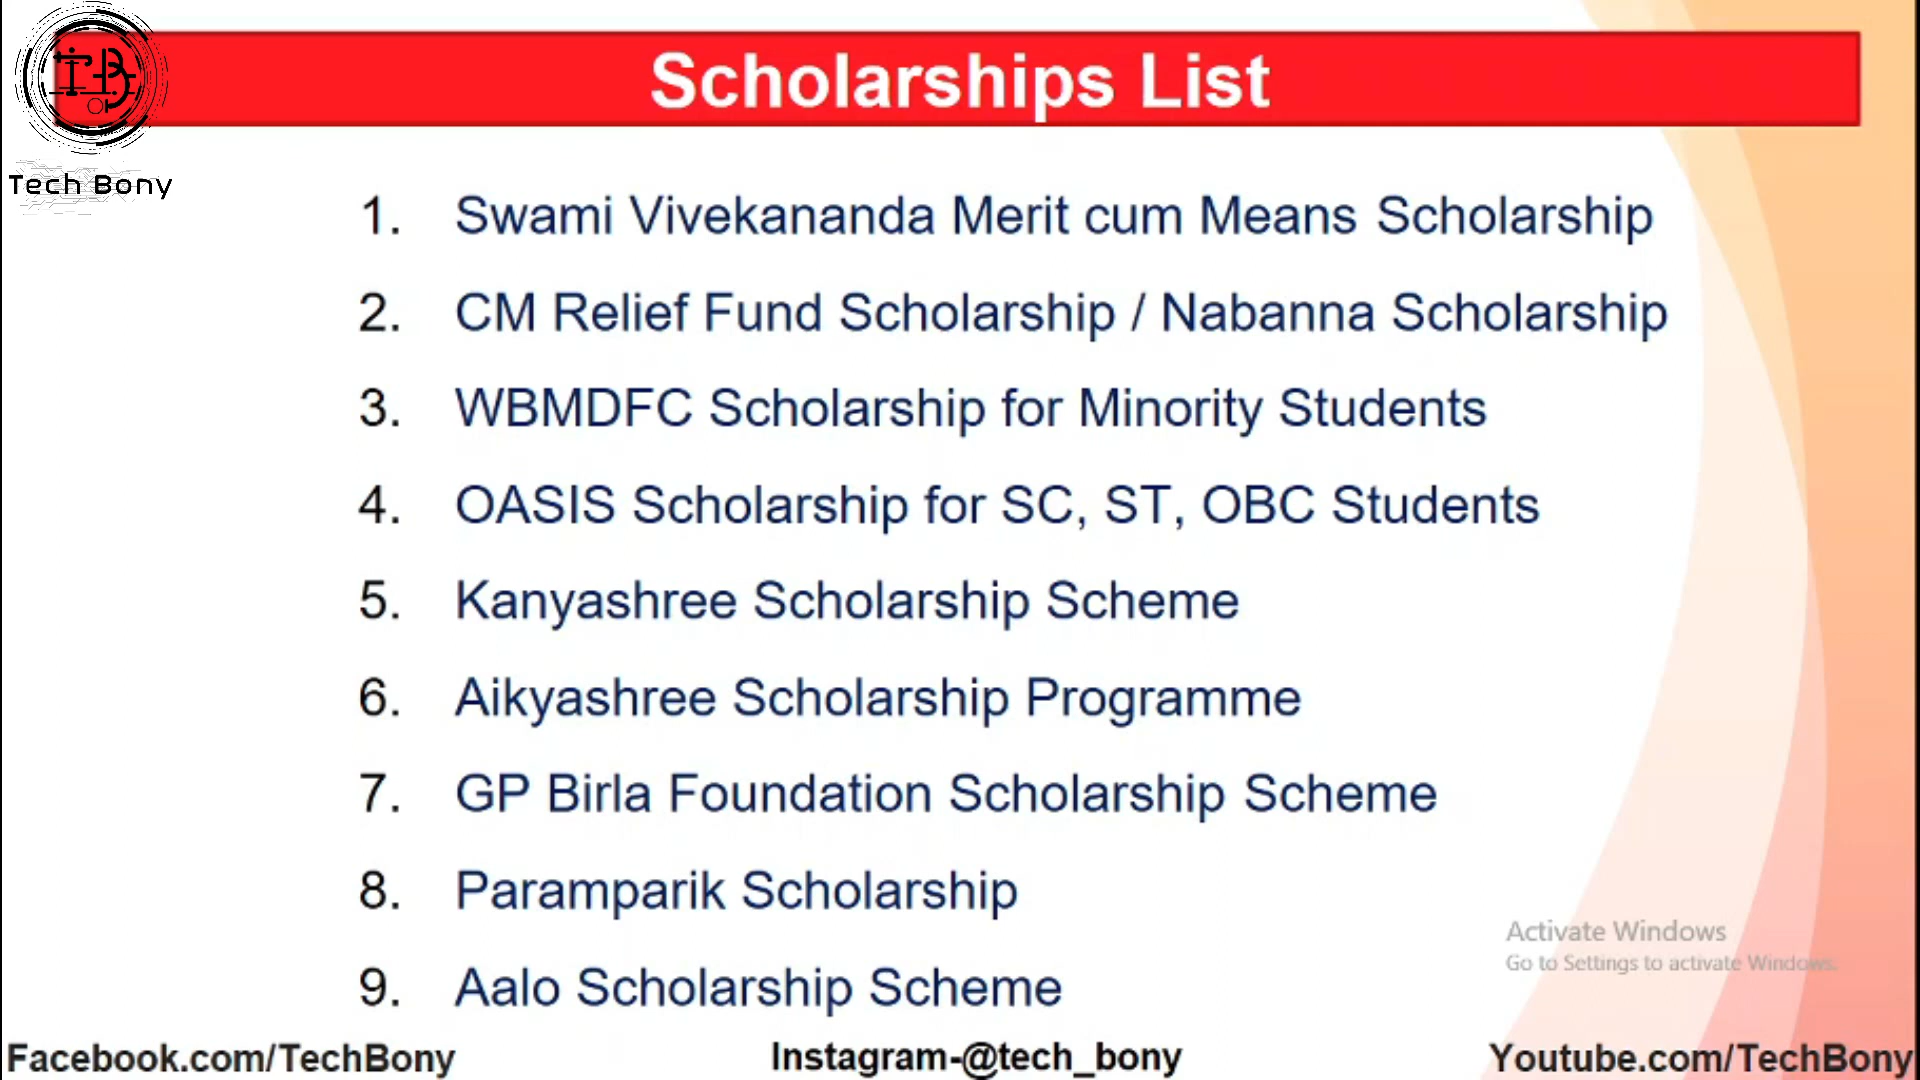 Scholarships List
TB
Tech Bony
1. Swami Vivekananda Merit cum Means Scholarship
2. CM Relief Fund Scholarship / Nabanna Scholarship
3. WBMDFC Scholarship for Minority Students
4. OASIS Scholarship for SC, ST, OBC Students
5. Kanyashree Scholarship Scheme
6. Aikyashree Scholarship Programme
7. GP Birla Foundation Scholarship Scheme
8. Paramparik Scholarship
9. Aalo Scholarship Scheme
Activate Windows
Go to Settings to activate Windows.
Facebook.com/TechBony
Instagram-@tech_bony
Youtube.com/TechBony